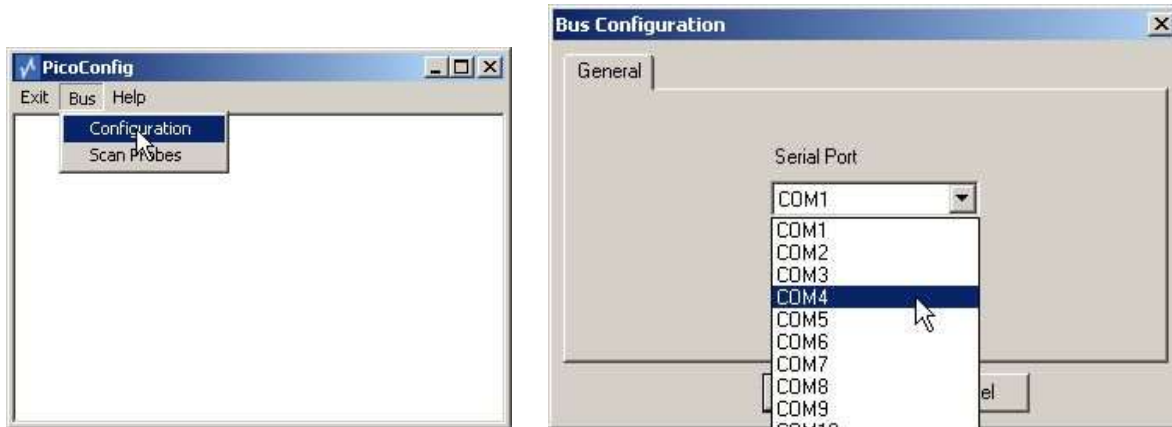 PicoConfig
Exit Bus Help
Configuration
Scan Probes
Bus Configuration
General
Serial Port
COM1
COM1
COM2
COM3
COM4
COM5
COM6
COM7
COM8
COM9